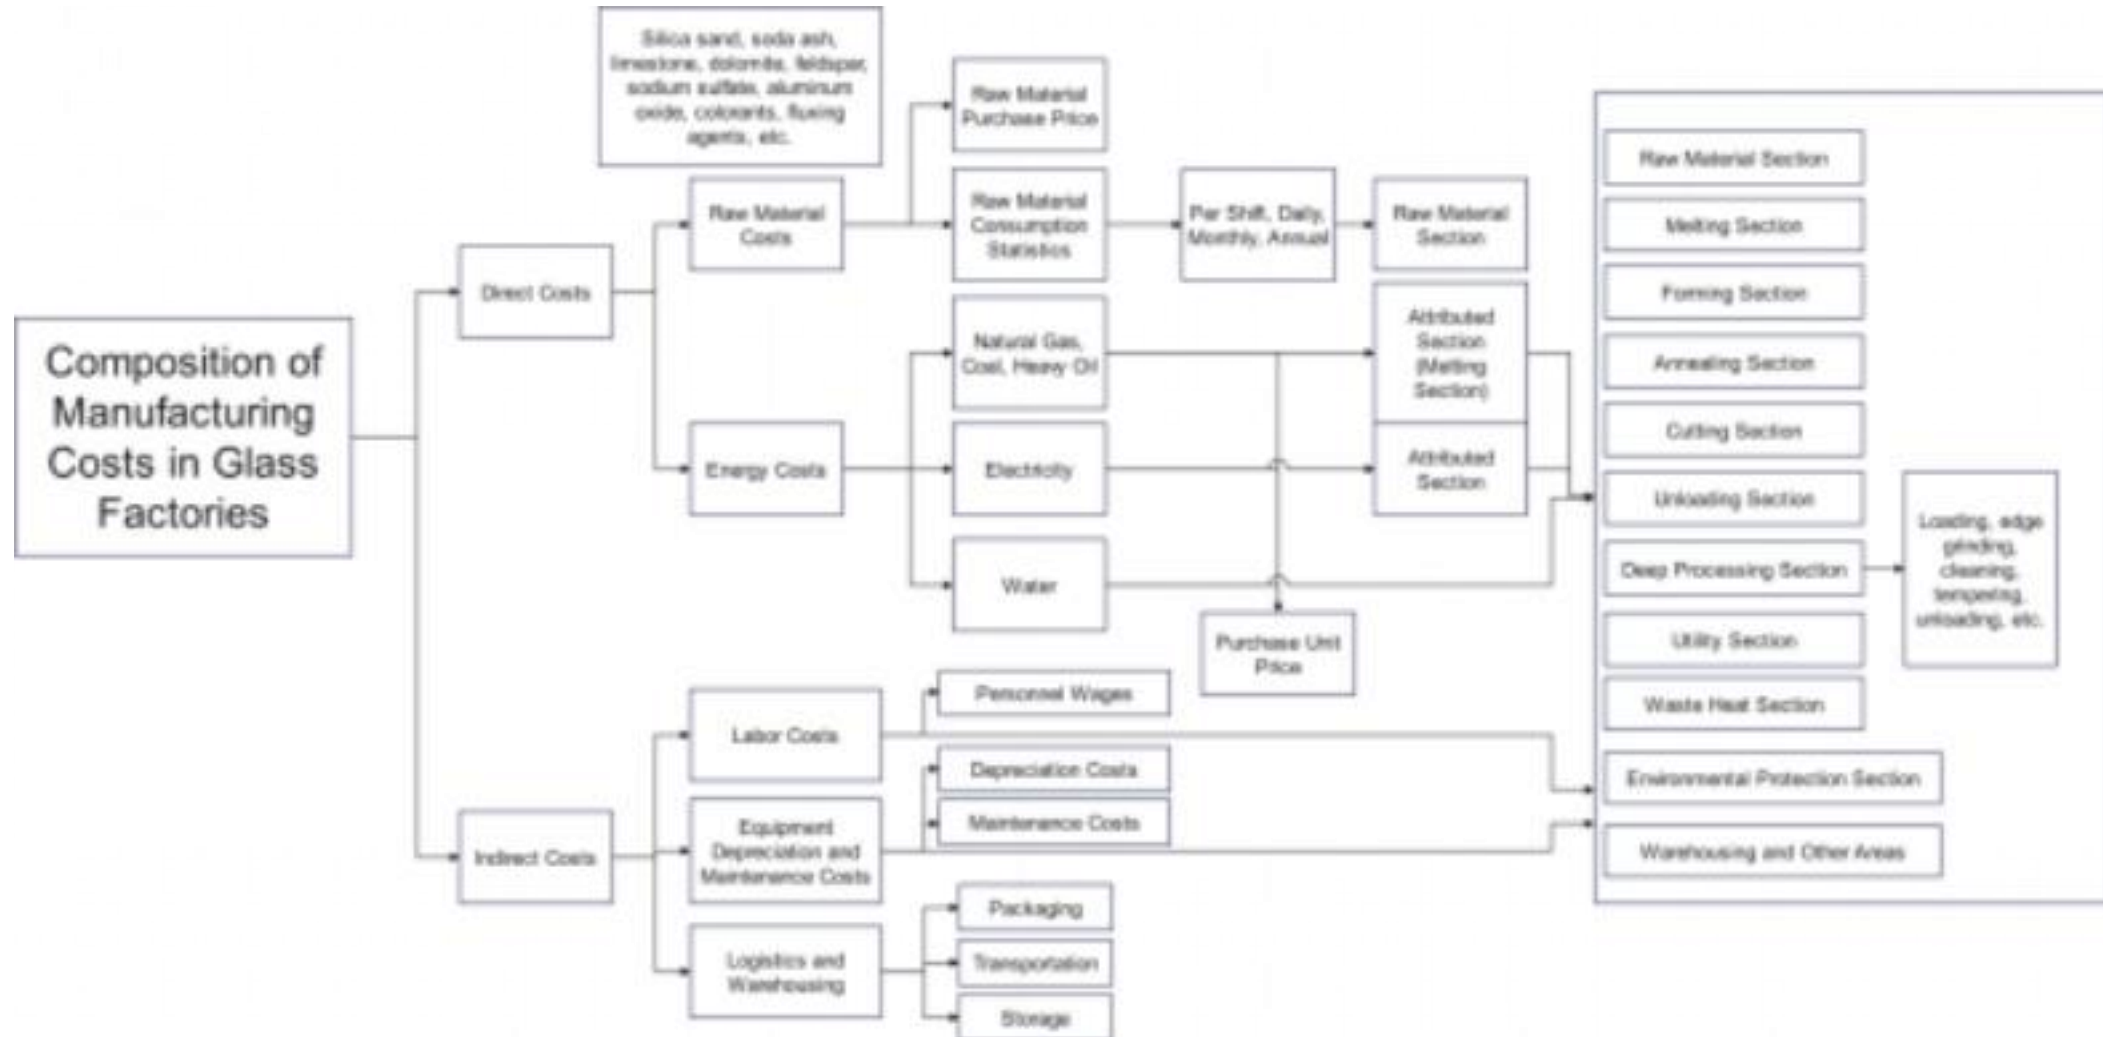 Composition of
Manufacturing
Costs in Glass
Factories
Direct Costs
Indirect Costs
Silica sand, soda ash,
limestone, dolomite, feldspar,
sodium sulfate, aluminum
oxide, colorants, fluxing
agents, etc.
Raw Material
Costs
Energy Costs
Labor Costs
Equipment
Depreciation and
Maintenance Costs
Logistics and
Warehousing
Raw Material
Purchase Price
Raw Material
Consumption
Statistics
Natural Gas,
Coal, Heavy Oil
Electricity
Water
Personnel Wages
Depreciation Costs
Maintenance Costs
Packaging
Transportation
Storage
Per Shift, Daily,
Monthly, Annual
Purchase Unit
Price
Raw Material
Section
Attributed
Section
(Melting
Section)
Attributed
Section
Raw Material Section
Melting Section
Forming Section
Annealing Section
Cutting Section
Unloading Section
Deep Processing Section
Utility Section
Waste Heat Section
Environmental Protection Section
Warehousing and Other Areas
Loading, edge
grinding,
cleaning,
tempering,
unloading, etc.